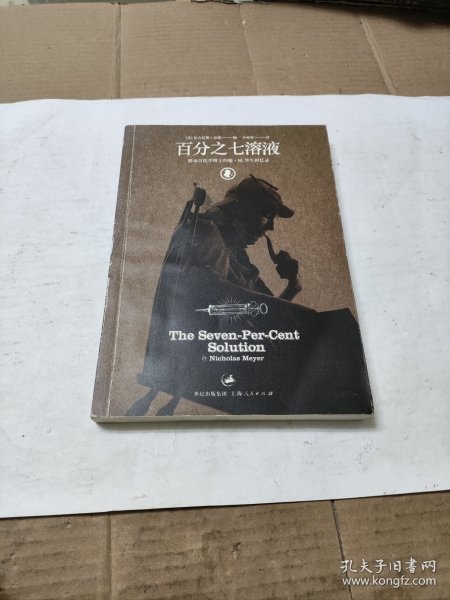 百分之七溶液
The Seven-Per-Cent
Solution
BY Nicholas Meyer
世纪出版集团 上海人民出版社
孔夫子旧书网
www.kongfz.com